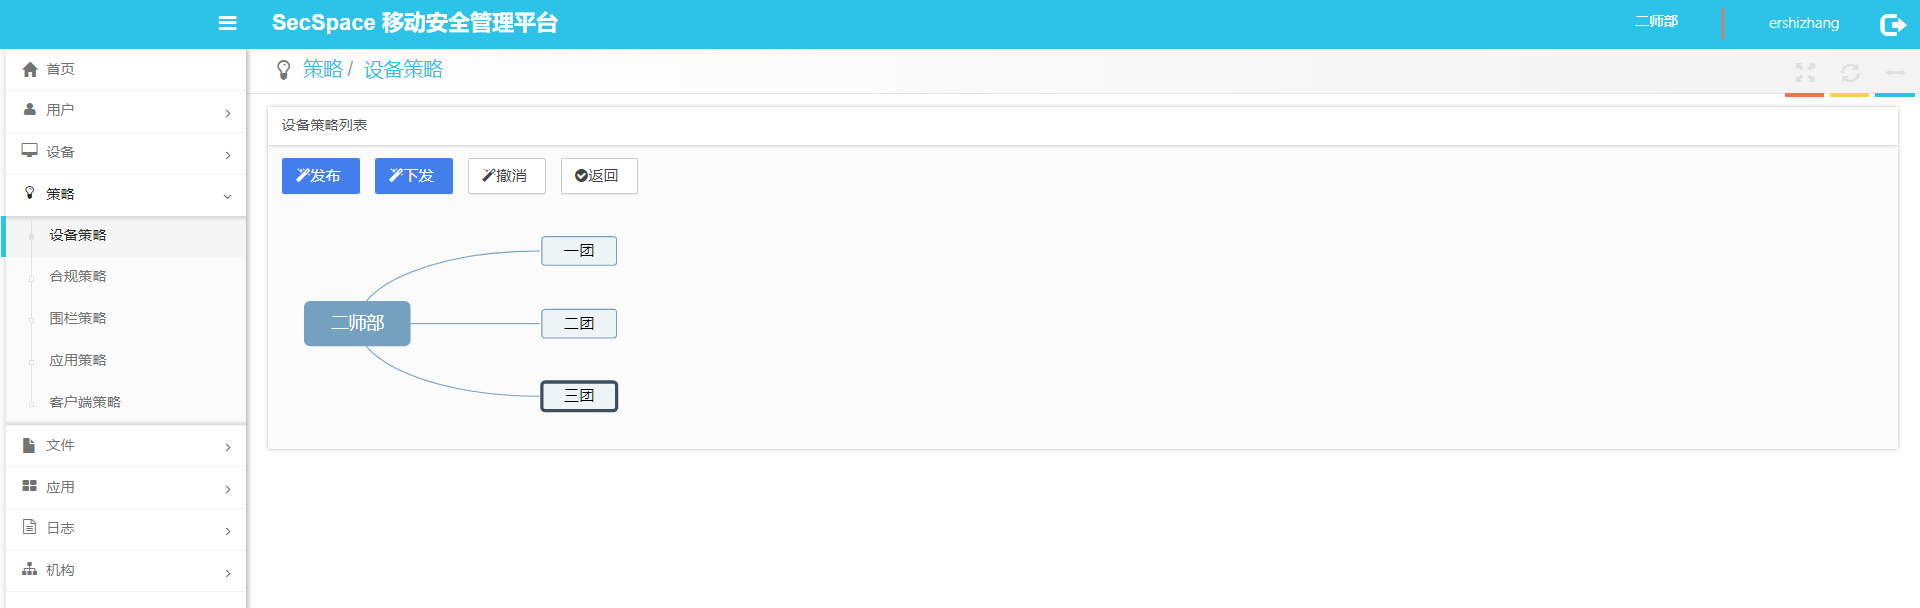 SecSpace 移动安全管理平台
二师部
ershizhang
首页
用户
设备
策略
设备策略
合规策略
围栏策略
应用策略
客户端策略
文件
应用
日志
机构
策略 / 设备策略
设备策略列表
发布
下发
撤消
返回
二师部
一团
二团
三团